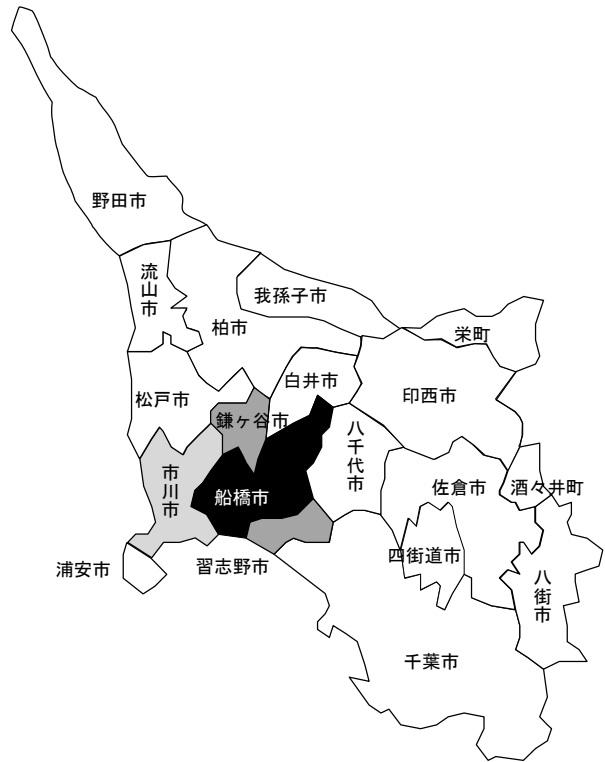 野田市
流山市
我孫子市
柏市
栄町
白井市
印西市
松戸市
鎌ヶ谷市
八千代市
市川市
船橋市
佐倉市
酒々井町
四街道市
浦安市
習志野市
八街市
千葉市